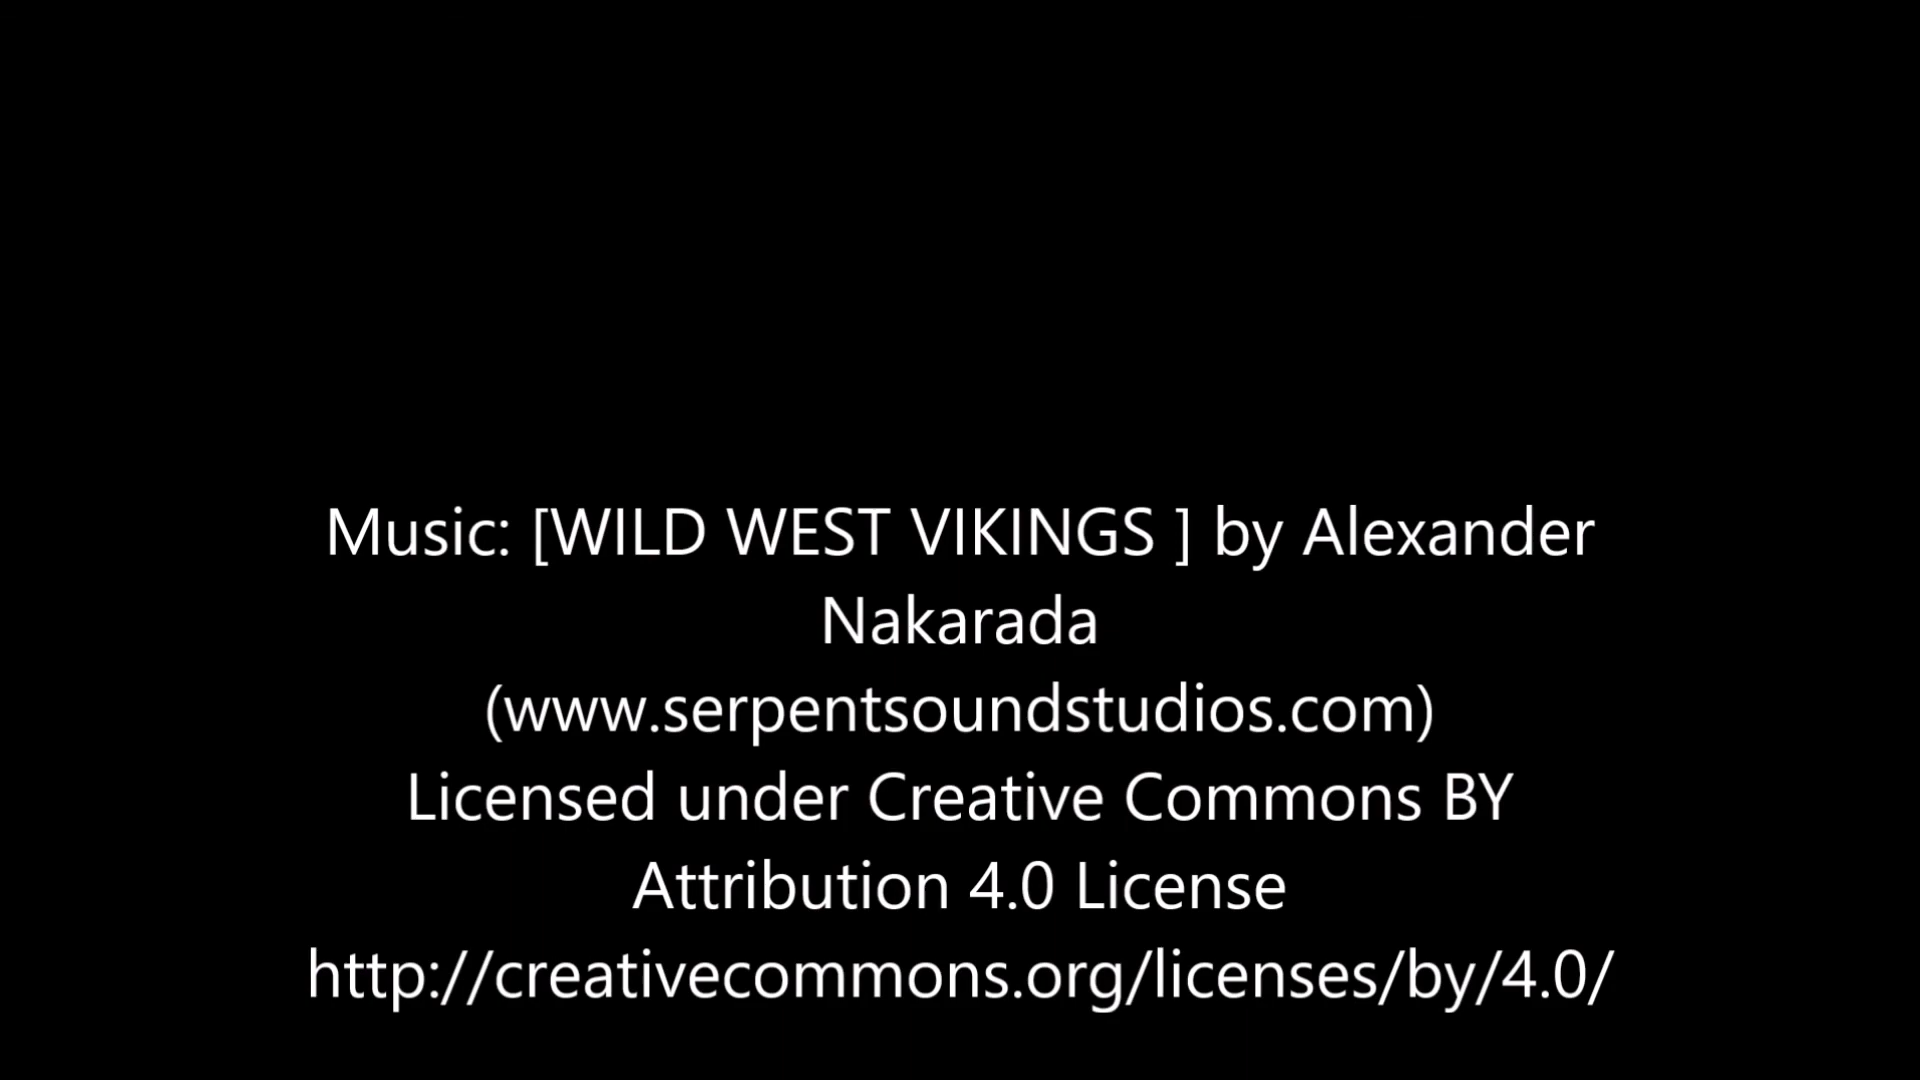 Music: [WILD WEST VIKINGS ] by Alexander
Nakarada
(www.serpentsoundstudios.com)
Licensed under Creative Commons BY
Attribution 4.0 License
http://creativecommons.org/licenses/by/4.0/